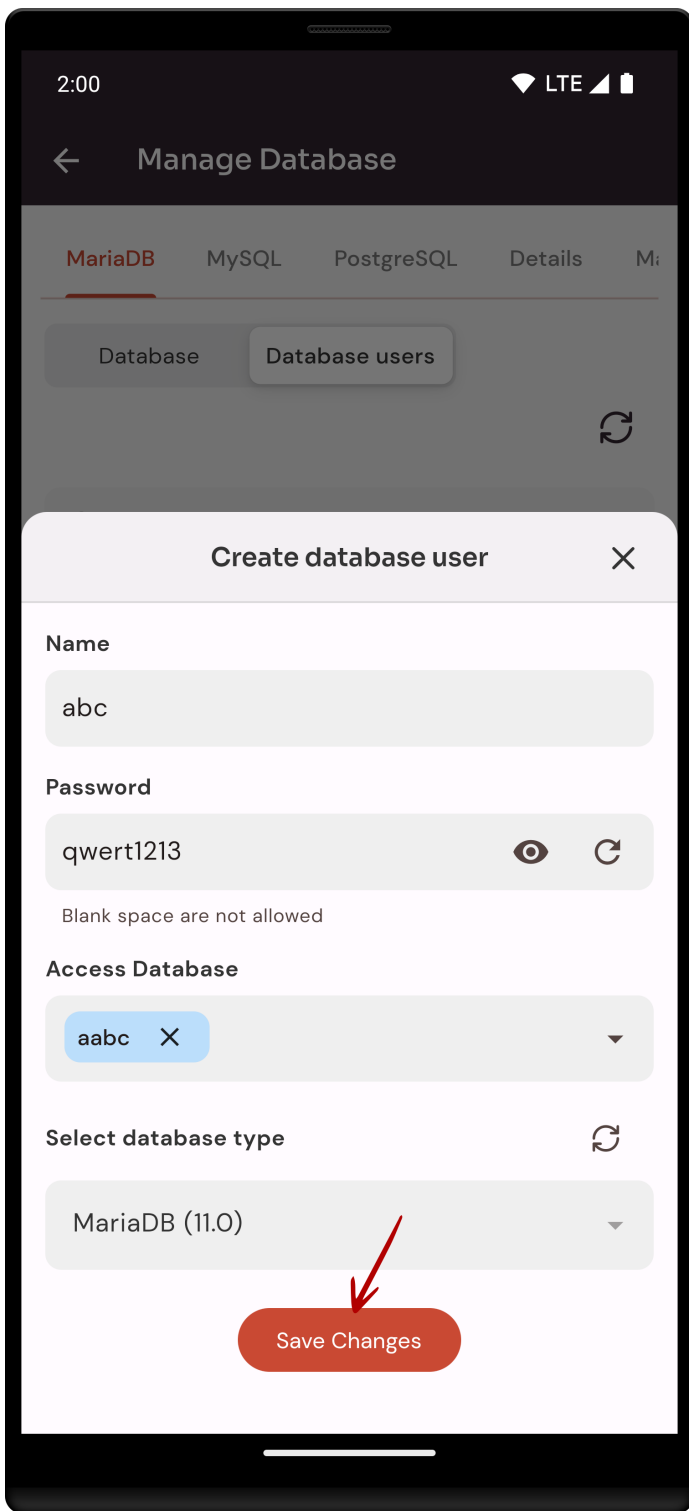 2:00 LTE
Manage Database
MariaDB MySQL PostgreSQL Details
Database Database users
Create database user
Name
abc
Password
qwert1213
Blank space are not allowed
Access Database
aabc
Select database type
MariaDB (11.0)
Save Changes